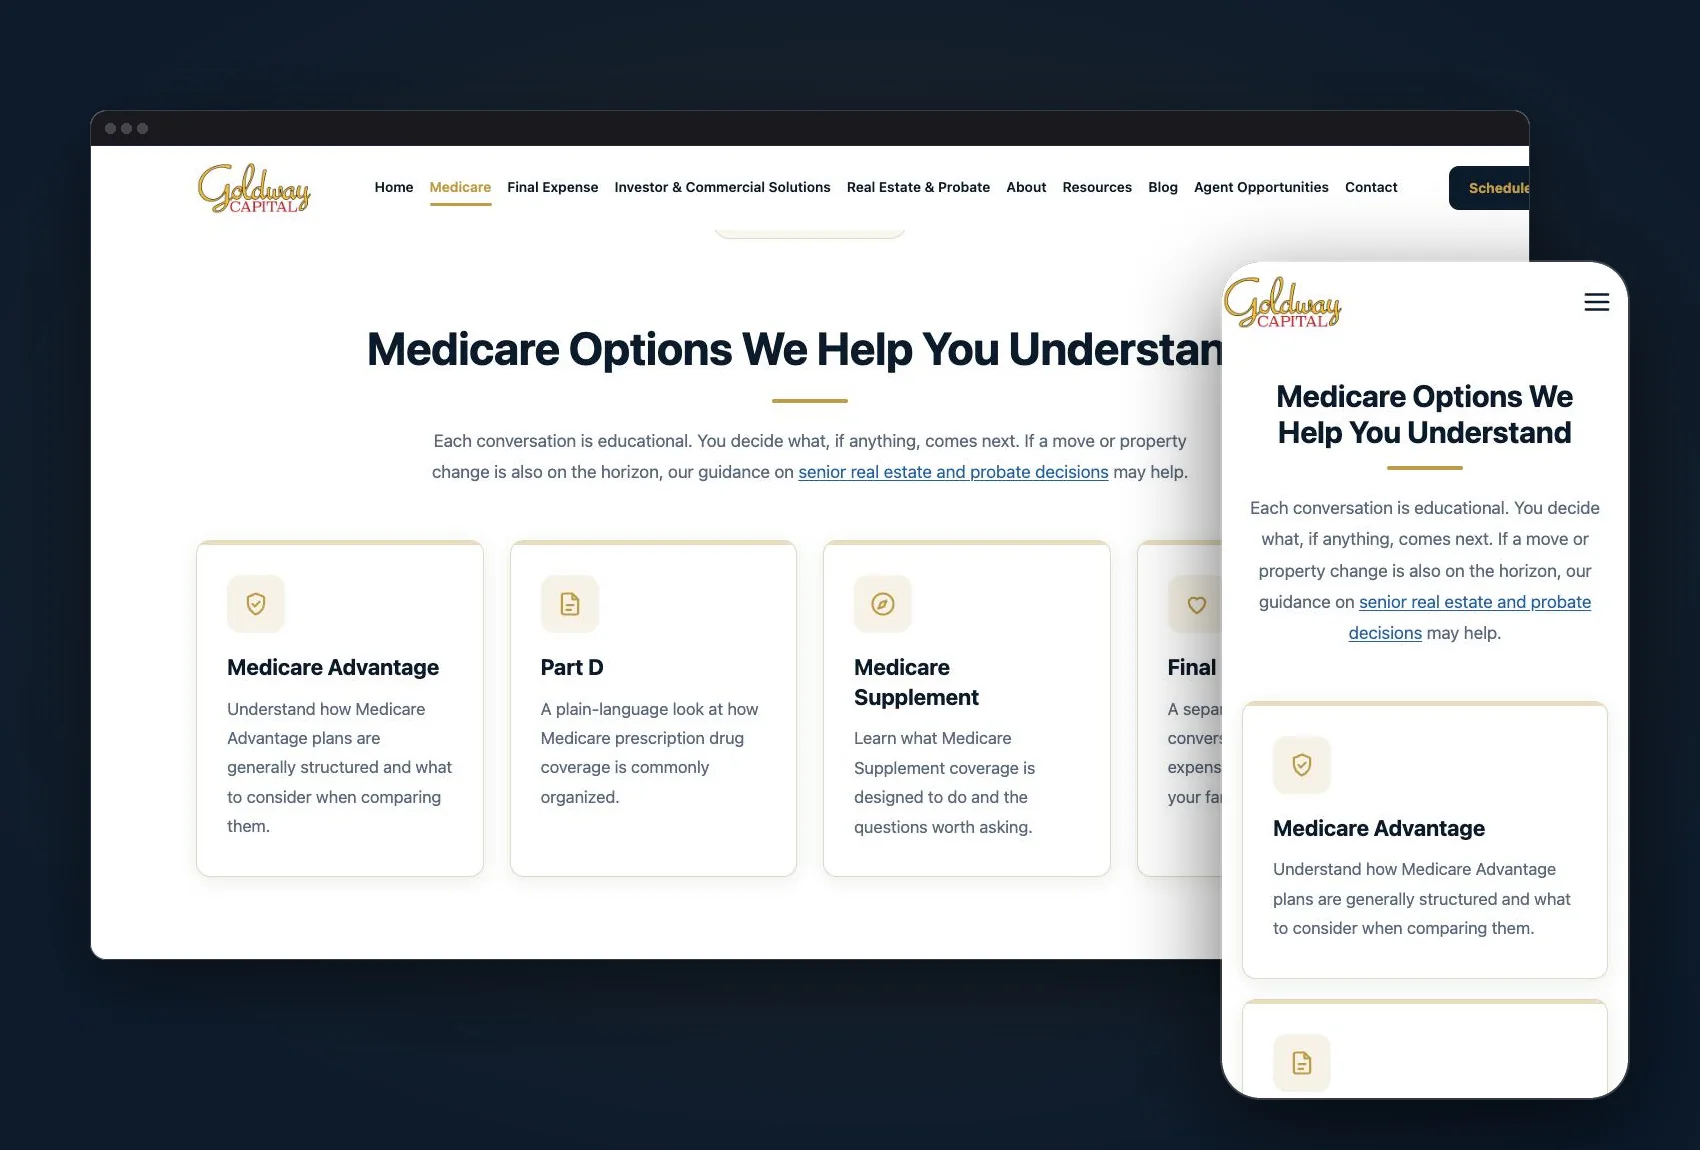 Goldway
CAPITAL
Home Medicare Final Expense Investor & Commercial Solutions Real Estate & Probate About Resources Blog Agent Opportunities Contact
Schedule
Medicare Options We Help You Understan
Each conversation is educational. You decide what, if anything, comes next. If a move or property
change is also on the horizon, our guidance on senior real estate and probate decisions may help.
Medicare Advantage
Understand how Medicare
Advantage plans are
generally structured and what
to consider when comparing
them.
Part D
A plain-language look at how
Medicare prescription drug
coverage is commonly
organized.
Medicare
Supplement
Learn what Medicare
Supplement coverage is
designed to do and the
questions worth asking.
Final
A separ
convers
expens
your fa
Goldway
CAPITAL
Medicare Options We
Help You Understand
Each conversation is educational. You decide
what, if anything, comes next. If a move or
property change is also on the horizon, our
guidance on senior real estate and probate
decisions may help.
Medicare Advantage
Understand how Medicare Advantage
plans are generally structured and what
to consider when comparing them.